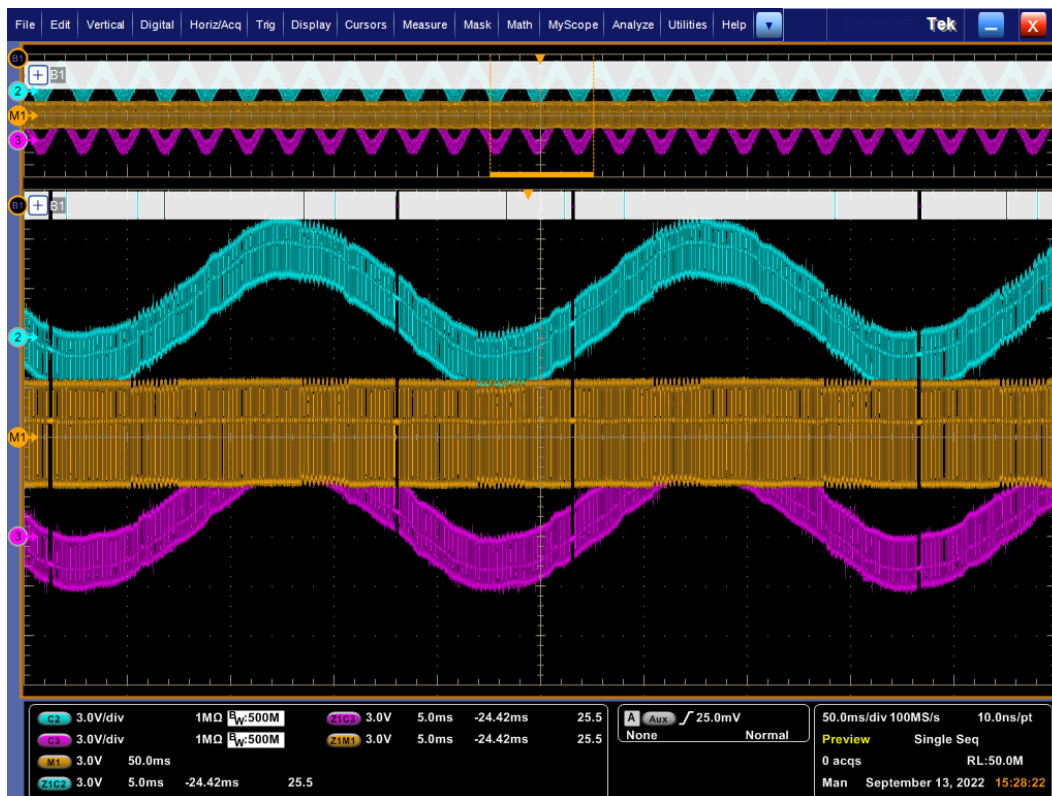 File Edit Vertical Digital Horiz/Acq Trig Display Cursors Measure Mask Math MyScope Analyze Utilities Help Tek X
B1
+ B1
2
M1
3
B1 + B1
2
M1
3
C2 3.0V/div 1MΩ BW:500M Z1C3 3.0V 5.0ms -24.42ms 25.5 A Aux 25.0mV 50.0ms/div 100MS/s 10.0ns/pt
C3 3.0V/div 1MΩ BW:500M Z1M1 3.0V 5.0ms -24.42ms 25.5 None Normal Preview Single Seq
M1 3.0V 50.0ms 0 acqs RL:50.0M
Z1C2 3.0V 5.0ms -24.42ms 25.5 Man September 13, 2022 15:28:22